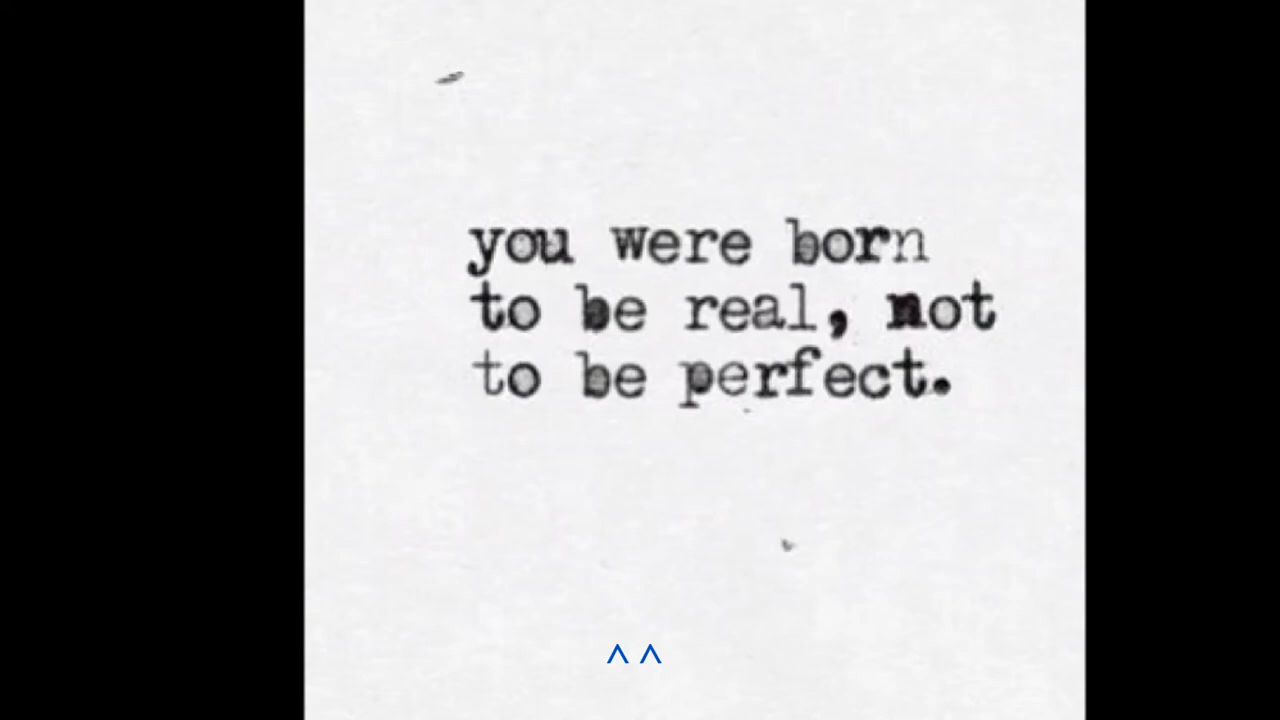 you were born
to be real, not
to be perfect.
^ ^